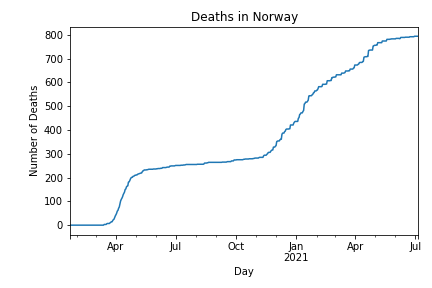 Deaths in Norway
800
700
600
500
400
300
200
100
0
Number of Deaths
Apr
Jul
Oct
Jan
2021
Apr
Jul
Day